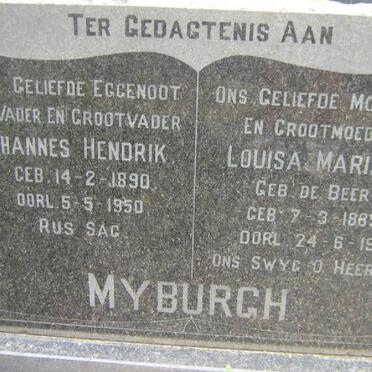 TER GEDAGTENIS AAN
GELIEFDE EGGENOOT
VADER EN GROOTVADER
HANNES HENDRIK
GEB. 14-2-1890
OORL. 5-5-1950
RUS SAG
ONS GELIEFDE MO
EN GROOTMOED
LOUISA MARI
GEB. DE BEER
GEB. 7-3-188
OORL. 24-6-19
ONS SWYG O HEER
MYBURGH